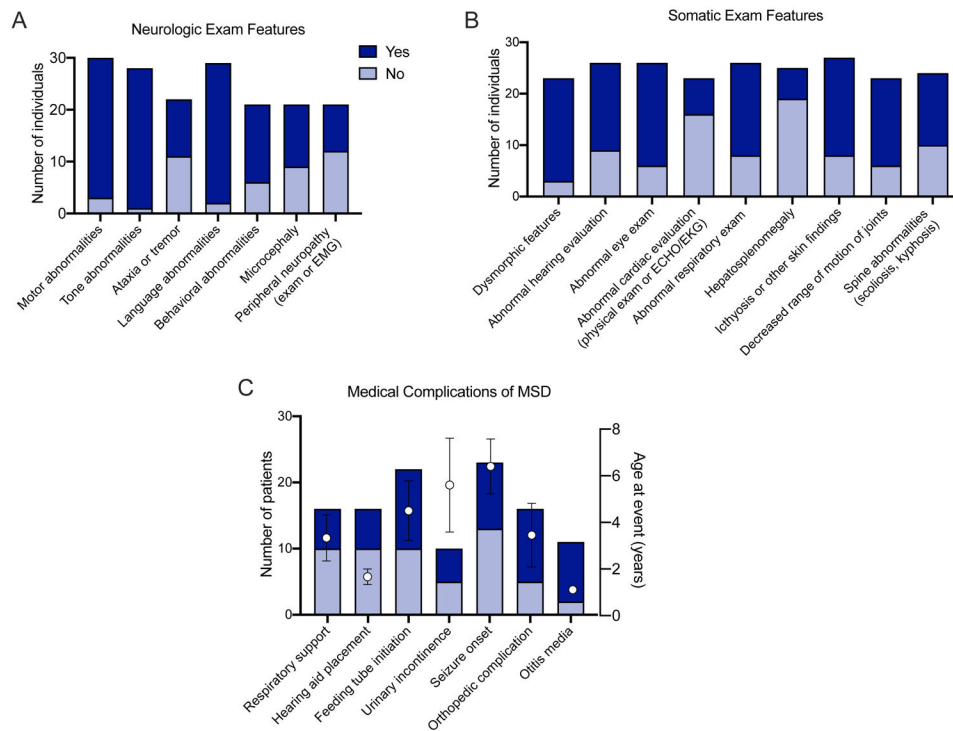 A
Neurologic Exam Features
Yes
No
Number of individuals
30
20
10
0
Motor abnormalities
Tone abnormalities
Ataxia or tremor
Language abnormalities
Behavioral abnormalities
Microcephaly
Peripheral neuropathy
(exam or EMG)
B
Somatic Exam Features
Number of individuals
30
20
10
0
Dysmorphic features
Abnormal hearing evaluation
Abnormal eye exam
Abnormal cardiac evaluation
(physical exam or ECHO/EKG)
Abnormal respiratory exam
Hepatosplenomegaly
Icthyosis or other skin findings
Decreased range of motion of joints
Spine abnormalities
(scoliosis, kyphosis)
C
Medical Complications of MSD
Number of patients
30
20
10
0
8
6
4
2
0
Age at event (years)
Respiratory support
Hearing aid placement
Feeding tube initiation
Urinary incontinence
Seizure onset
Orthopedic complication
Otitis media